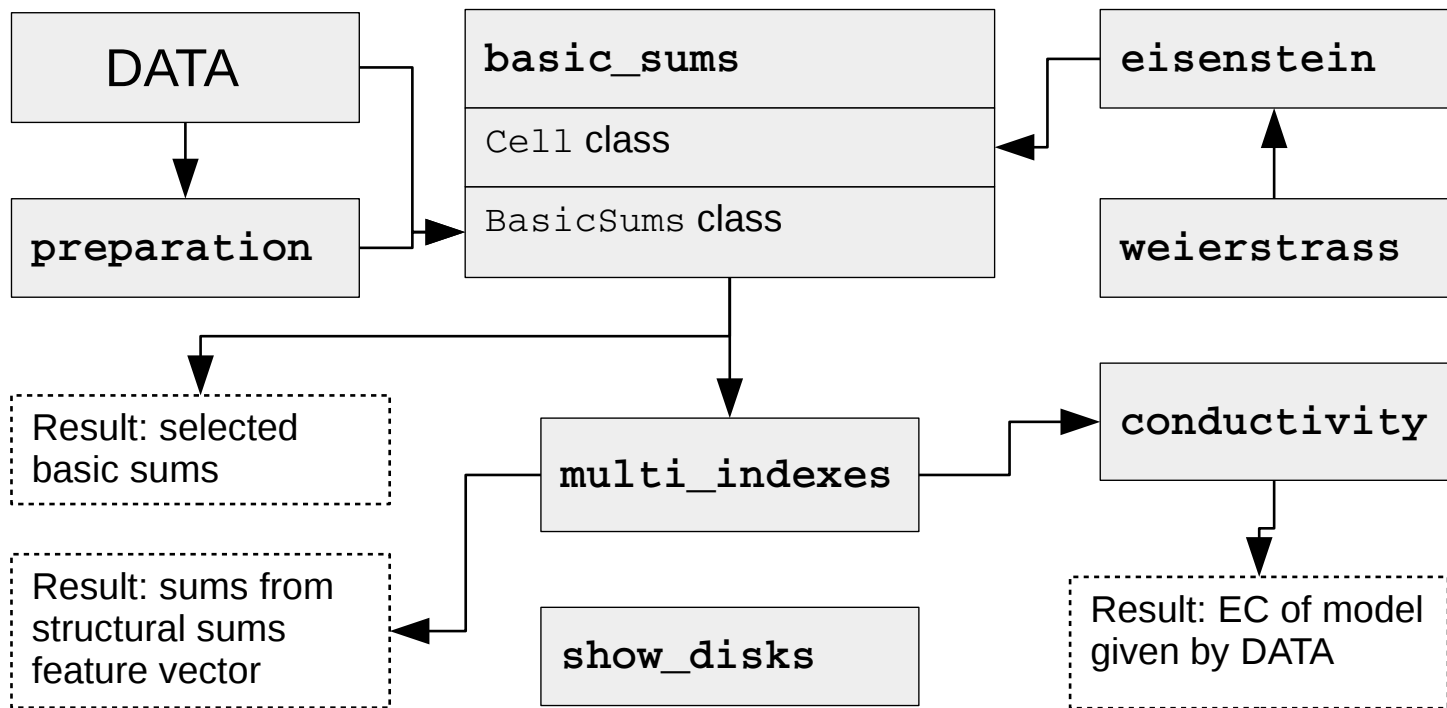 DATA
basic_sums
eisenstein
Cell class
BasicSums class
preparation
weierstrass
Result: selected
basic sums
multi_indexes
conductivity
Result: sums from
structural sums
feature vector
show_disks
Result: EC of model
given by DATA